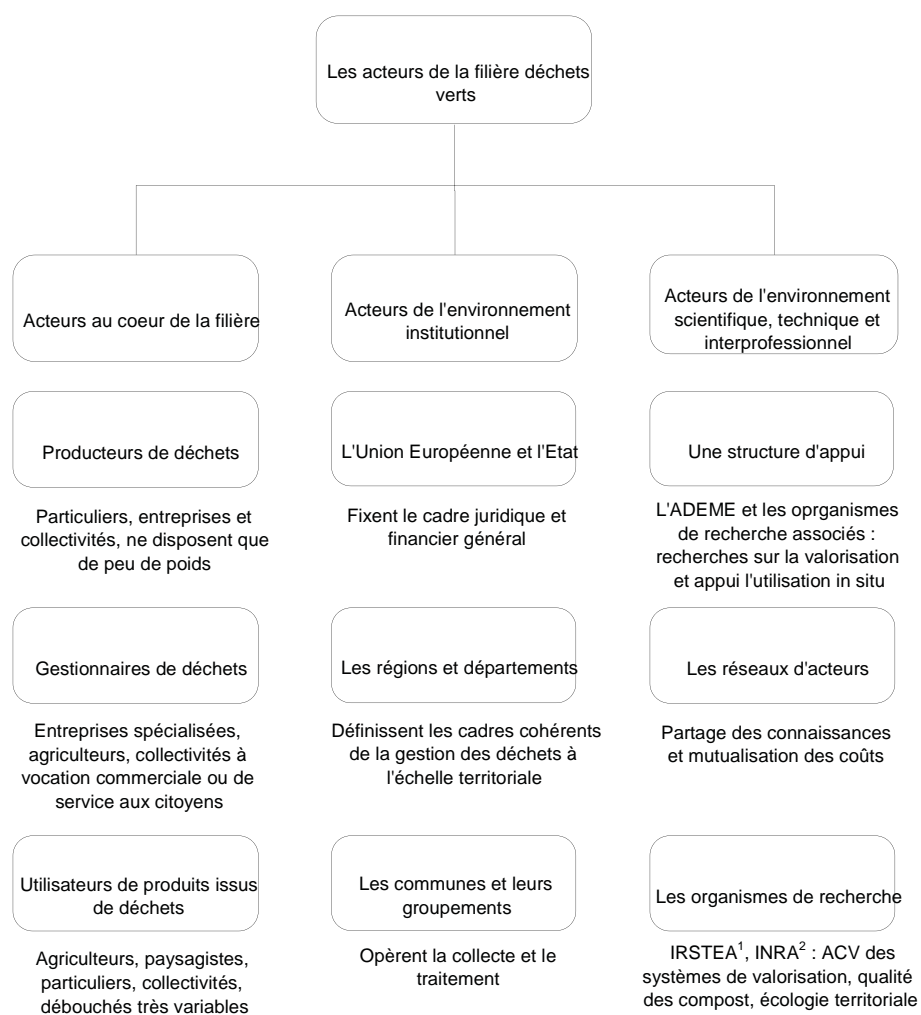 Les acteurs de la filière déchets
verts
Acteurs au coeur de la filière
Acteurs de l'environnement
institutionnel
Acteurs de l'environnement
scientifique, technique et
interprofessionnel
Producteurs de déchets
L'Union Européenne et l'Etat
Une structure d'appui
Particuliers, entreprises et
collectivités, ne disposent que
de peu de poids
Fixent le cadre juridique et
financier général
L'ADEME et les oprganismes
de recherche associés :
recherches sur la valorisation
et appui l'utilisation in situ
Gestionnaires de déchets
Les régions et départements
Les réseaux d'acteurs
Entreprises spécialisées,
agriculteurs, collectivités à
vocation commerciale ou de
service aux citoyens
Définissent les cadres cohérents
de la gestion des déchets à
l'échelle territoriale
Partage des connaissances
et mutualisation des coûts
Utilisateurs de produits issus
de déchets
Les communes et leurs
groupements
Les organismes de recherche
Agriculteurs, paysagistes,
particuliers, collectivités,
débouchés très variables
Opèrent la collecte et le
traitement
IRSTEA¹, INRA² : ACV des
systèmes de valorisation, qualité
des compost, écologie territoriale